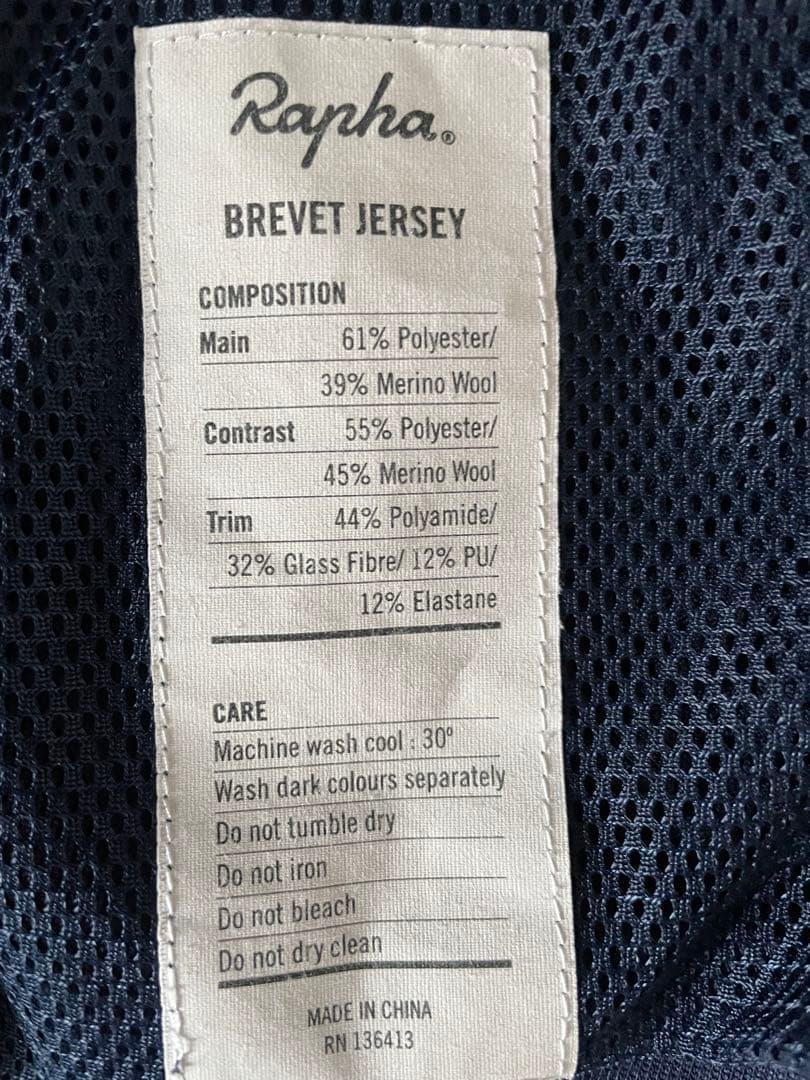 Rapha.®
BREVET JERSEY
COMPOSITION
Main 61% Polyester/
39% Merino Wool
Contrast 55% Polyester/
45% Merino Wool
Trim 44% Polyamide/
32% Glass Fibre/ 12% PU/
12% Elastane
CARE
Machine wash cool : 30°
Wash dark colours separately
Do not tumble dry
Do not iron
Do not bleach
Do not dry clean
MADE IN CHINA
RN 136413